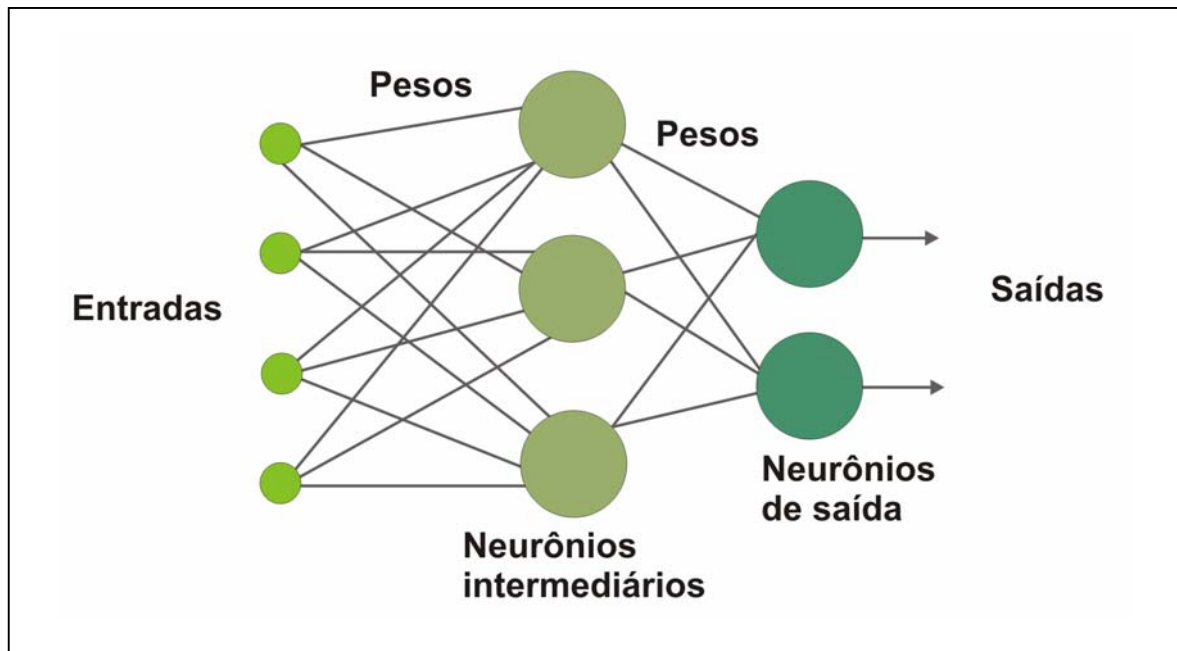 Pesos
Pesos
Entradas
Saídas
Neurônios
de saída
Neurônios
intermediários